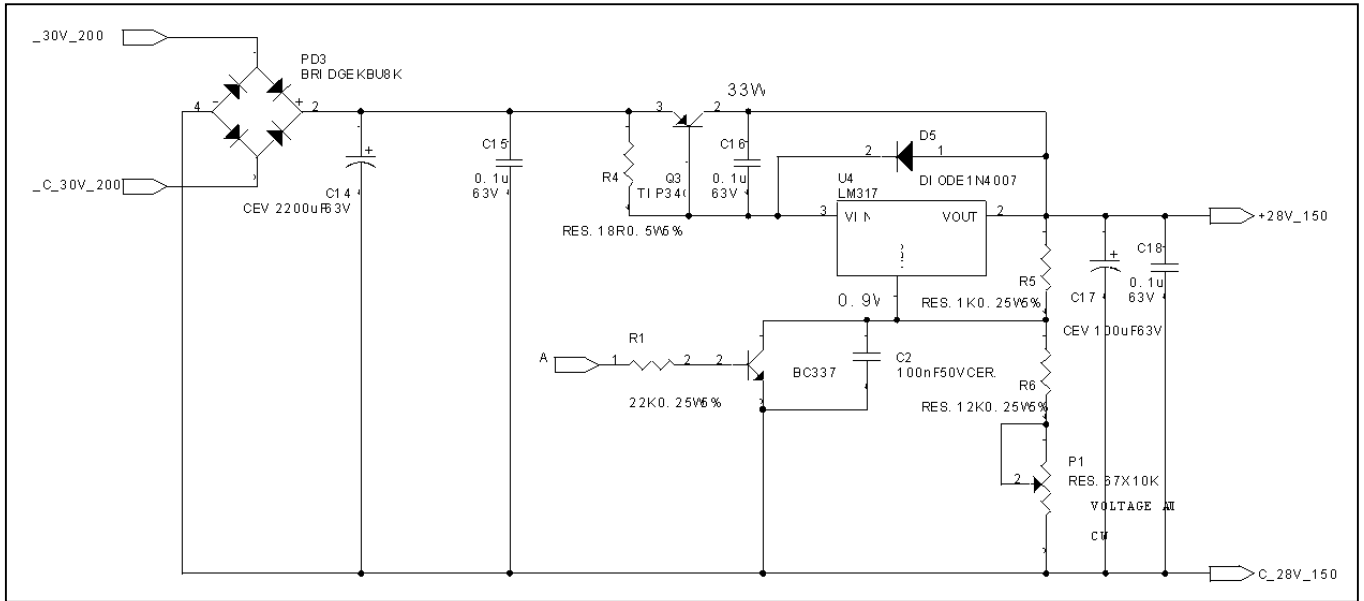 _30V_200
PD3
BRIDGEKBU8K
4
-
+
2
_C_30V_200
C14
CEV 2200uF63V
+
C15
0.1u
63V
R4
RES.18R0.5W5%
3
2
33W
Q3
C16
0.1u
63V
2
D5
1
DIODE1N4007
U4
LM317
3
VIN
VOUT
2
+28V_150
0.9W
R5
RES.1K0.25W5%
+
C17
CEV 100uF63V
C18
0.1u
63V
A
1
R1
2
2
22K0.25W5%
BC337
C2
100nF50VCER.
R6
RES.12K0.25W5%
P1
2
RES.67X10K
VOLTAGE
CW
C_28V_150